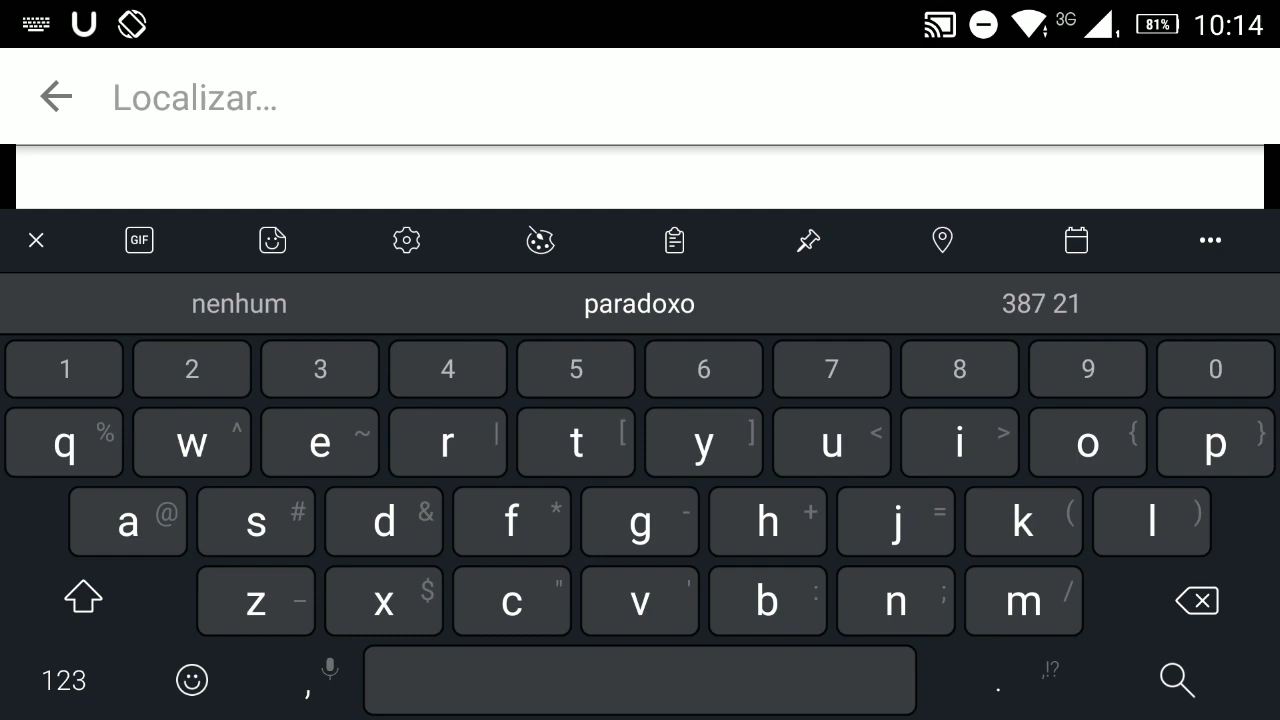 3G 81% 10:14
Localizar...
GIF
nenhum paradoxo 387 21
1 2 3 4 5 6 7 8 9 0
q % w ^ e ~ r | t [ y ] u < i > o { p }
a @ s # d & f * g - h + j = k ( l )
z _ x $ c " v ' b : n ; m /
123 , . ,!?